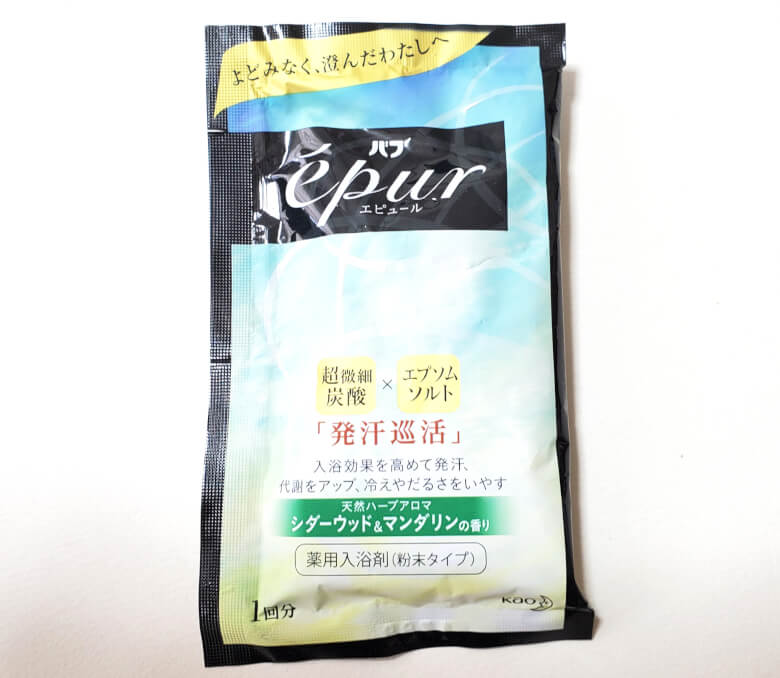 よどみなく、澄んだわたしへ
バブ
épur
エピュール
超微細
炭酸
×
エプソム
ソルト
「発汗巡活」
入浴効果を高めて発汗、
代謝をアップ、冷えやだるさをいやす
天然ハーブアロマ
シダーウッド&マンダリンの香り
薬用入浴剤(粉末タイプ)
1回分
Kao